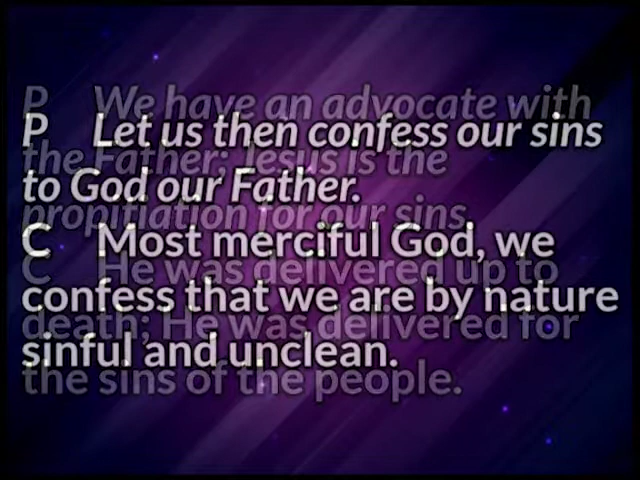 P We have an advocate with
the Father; Jesus is the
propitiation for our sins.
C He was delivered up to
death; He was delivered for
the sins of the people.
P Let us then confess our sins
to God our Father.
C Most merciful God, we
confess that we are by nature
sinful and unclean.